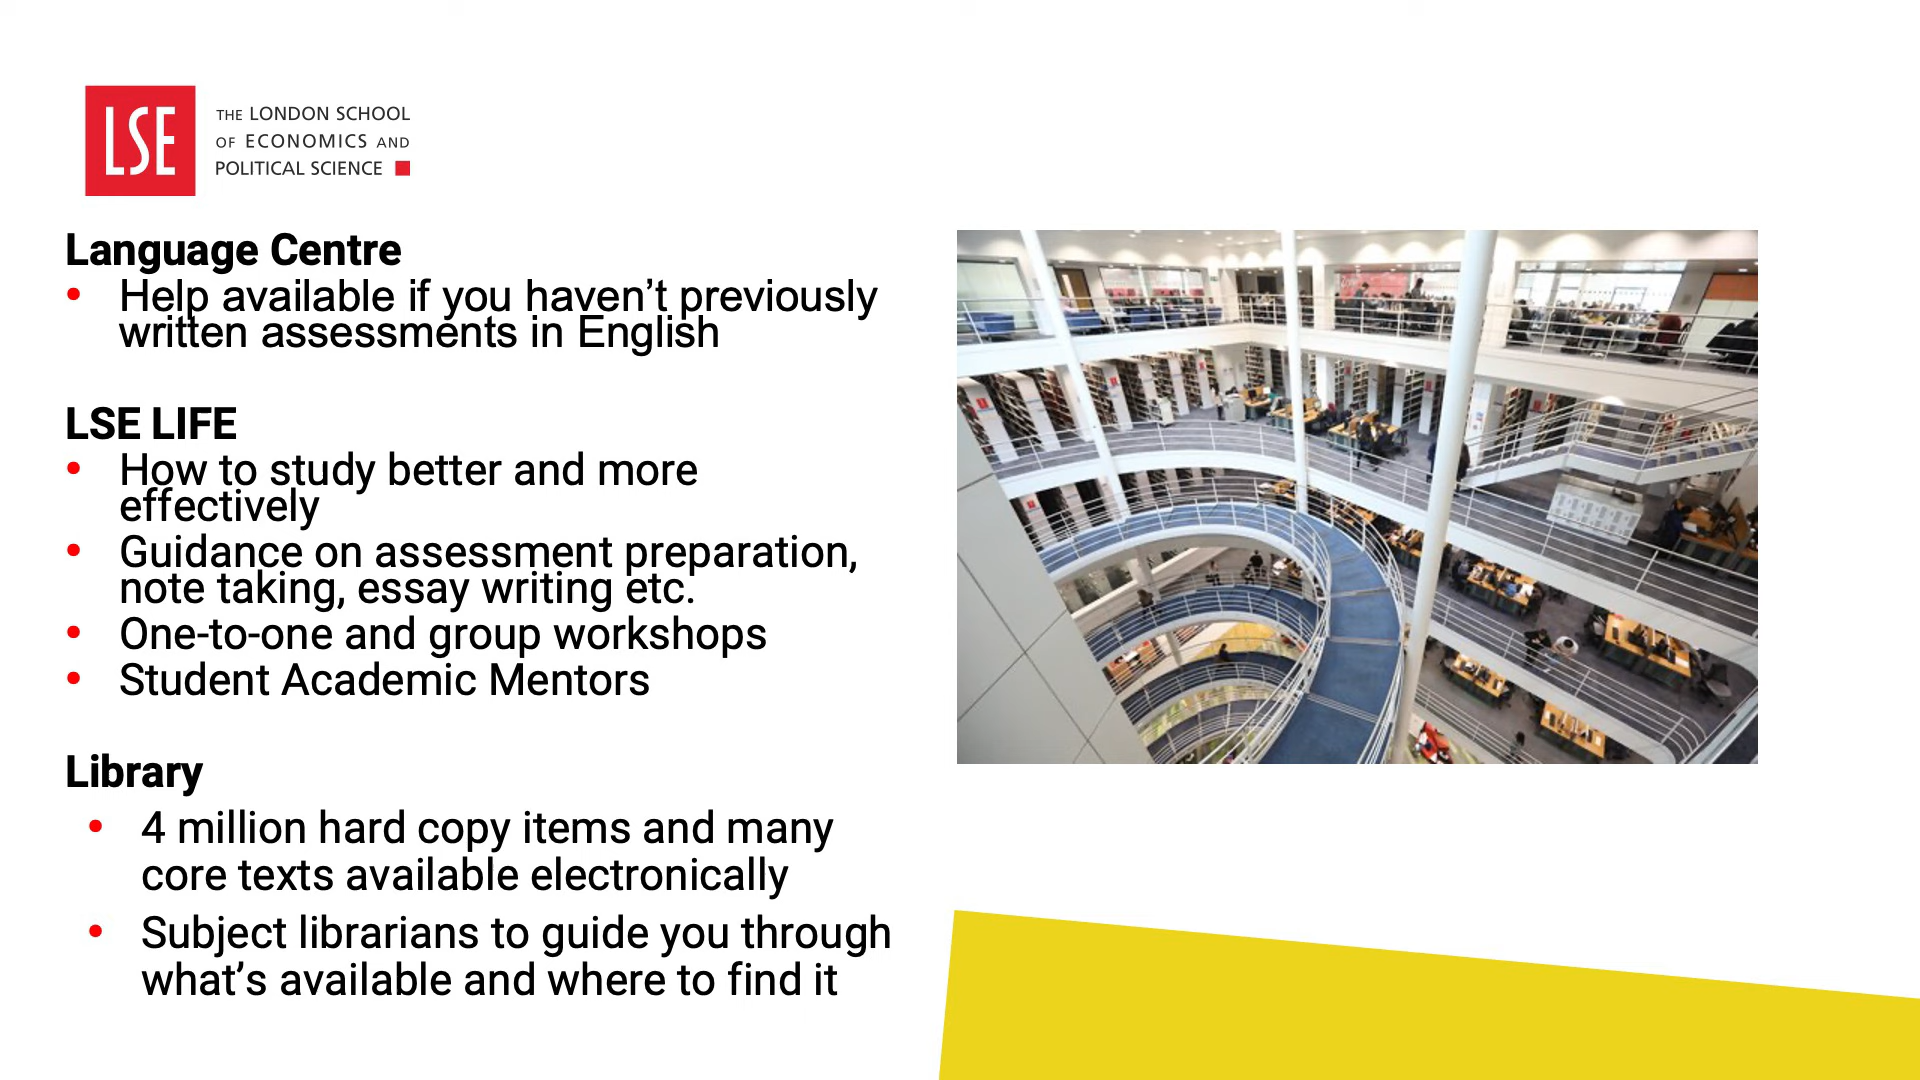 LSE
THE LONDON SCHOOL
OF ECONOMICS AND
POLITICAL SCIENCE
Language Centre
• Help available if you haven’t previously
written assessments in English
LSE LIFE
• How to study better and more
effectively
• Guidance on assessment preparation,
note taking, essay writing etc.
• One-to-one and group workshops
• Student Academic Mentors
Library
• 4 million hard copy items and many
core texts available electronically
• Subject librarians to guide you through
what’s available and where to find it